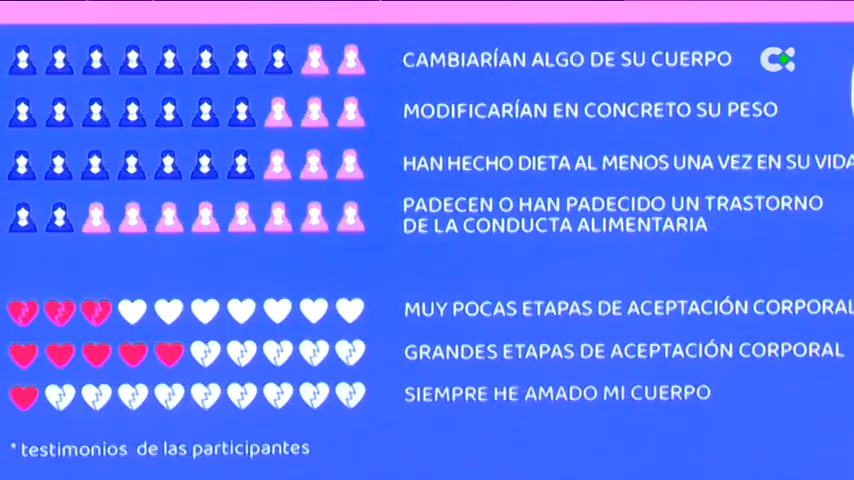 CAMBIARÍAN ALGO DE SU CUERPO
MODIFICARÍAN EN CONCRETO SU PESO
HAN HECHO DIETA AL MENOS UNA VEZ EN SU VIDA
PADECEN O HAN PADECIDO UN TRASTORNO
DE LA CONDUCTA ALIMENTARIA
MUY POCAS ETAPAS DE ACEPTACIÓN CORPORAL
GRANDES ETAPAS DE ACEPTACIÓN CORPORAL
SIEMPRE HE AMADO MI CUERPO
* testimonios de las participantes